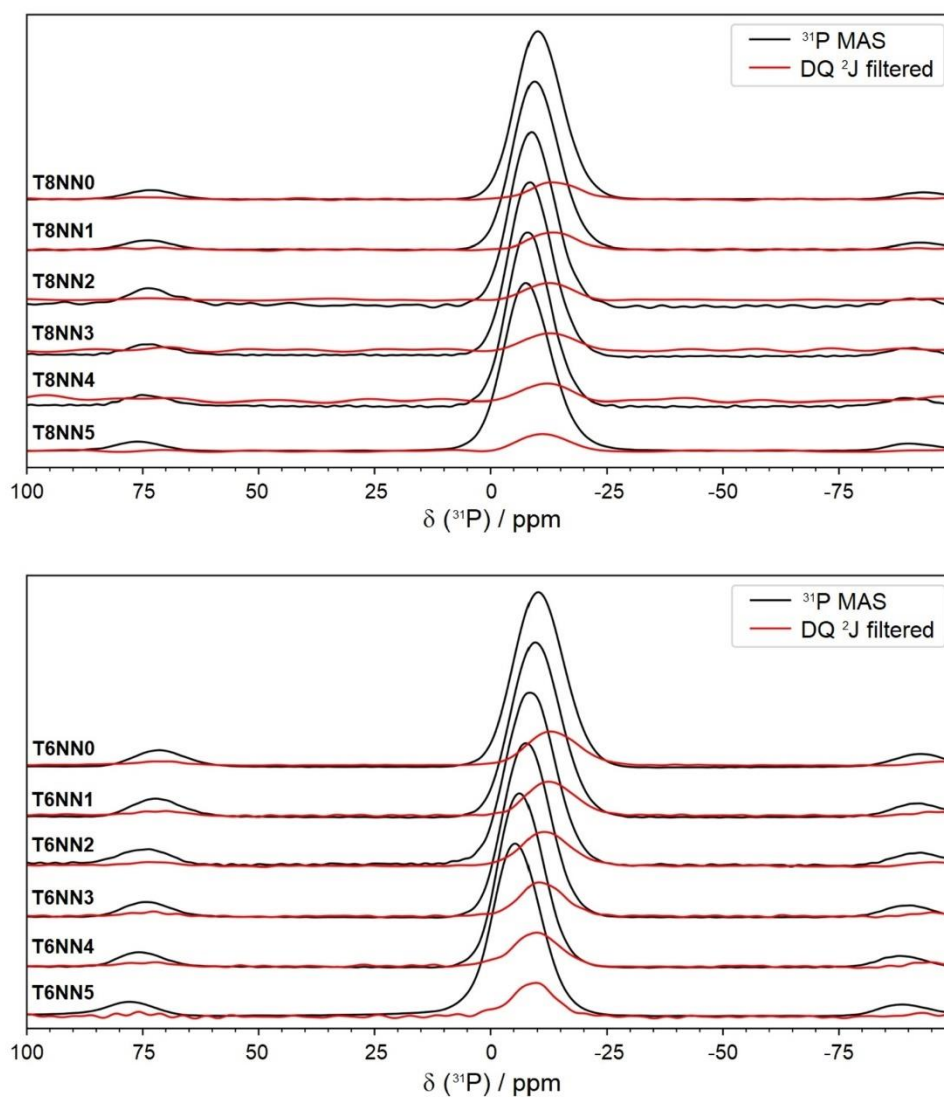 ³¹P MAS
DQ ²J filtered
T8NN0
T8NN1
T8NN2
T8NN3
T8NN4
T8NN5
100 75 50 25 0 -25 -50 -75
δ (³¹P) / ppm
³¹P MAS
DQ ²J filtered
T6NN0
T6NN1
T6NN2
T6NN3
T6NN4
T6NN5
100 75 50 25 0 -25 -50 -75
δ (³¹P) / ppm